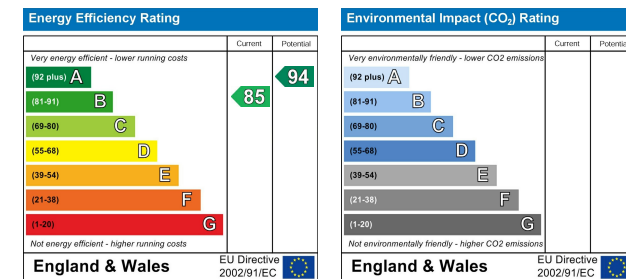 Energy Efficiency Rating
Current Potential
Very energy efficient - lower running costs
(92 plus) A
94
(81-91) B
85
(69-80) C
(55-68) D
(39-54) E
(21-38) F
(1-20) G
Not energy efficient - higher running costs
England & Wales
EU Directive
2002/91/EC
Environmental Impact (CO₂) Rating
Current Potential
Very environmentally friendly - lower CO2 emissions
(92 plus) A
(81-91) B
(69-80) C
(55-68) D
(39-54) E
(21-38) F
(1-20) G
Not environmentally friendly - higher CO2 emissions
England & Wales
EU Directive
2002/91/EC